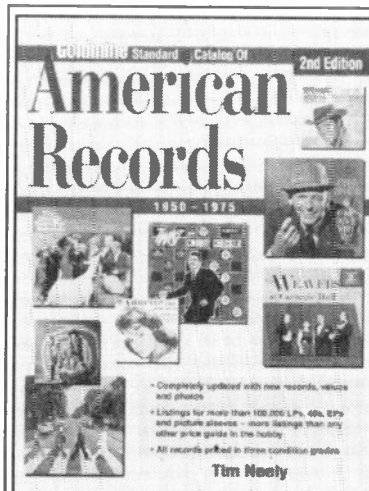 Goldmine Standard Catalog Of
2nd Edition
American
Records
1950 - 1975
WEAVERS
at Carnegie Hall
• Completely updated with new records, values
and photos
• Listings for more than 100,000 LPs, 45s, EPs
and picture sleeves – more listings than any
other price guide in the hobby
• All records priced in three condition grades
Tim Neely